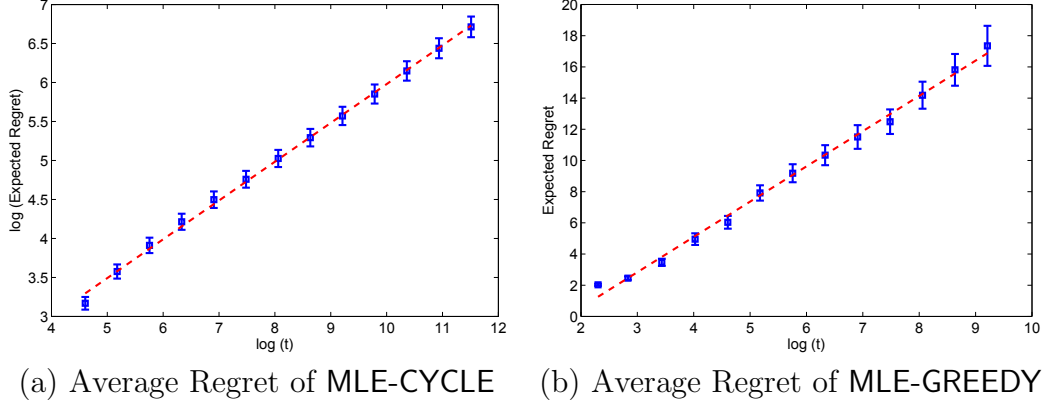 7
6.5
6
5.5
5
4.5
4
3.5
3
log (Expected Regret)
4 5 6 7 8 9 10 11 12
log (t)
(a) Average Regret of MLE-CYCLE
20
18
16
14
12
10
8
6
4
2
0
Expected Regret
2 3 4 5 6 7 8 9 10
log (t)
(b) Average Regret of MLE-GREEDY